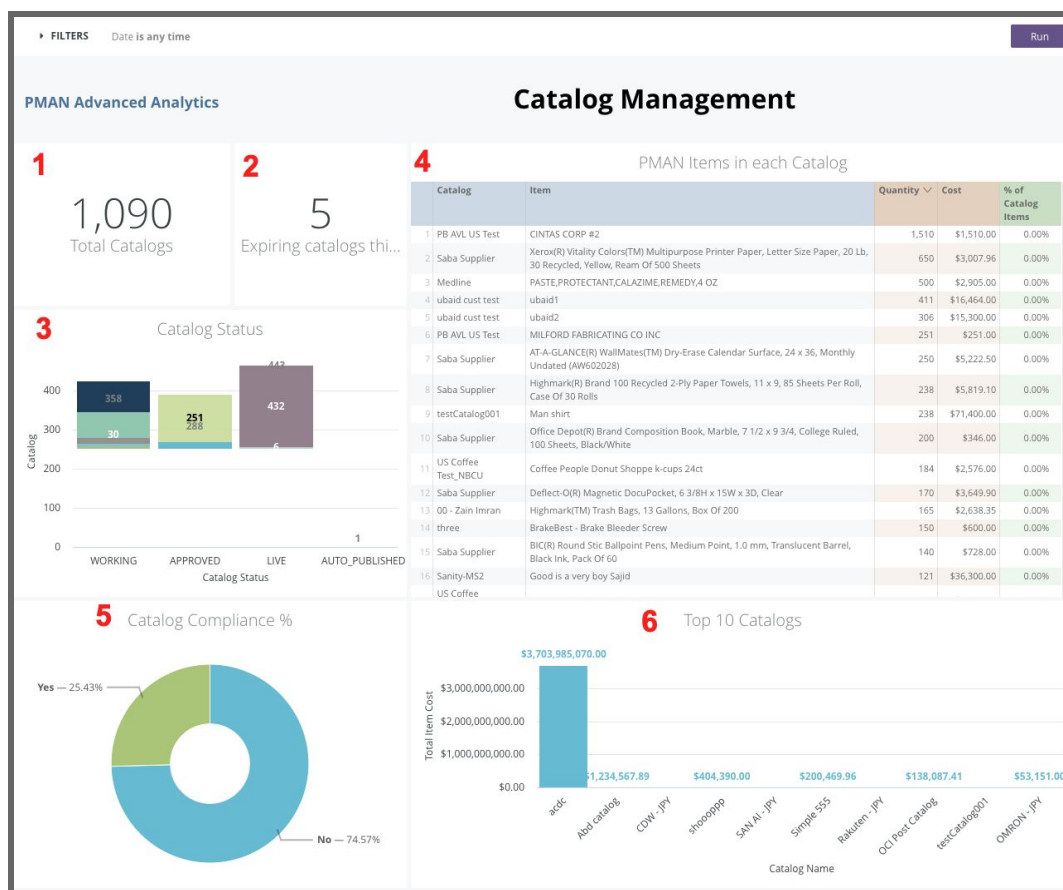 FILTERS Date is any time Run
PMAN Advanced Analytics
Catalog Management
1
1,090
Total Catalogs
2
5
Expiring catalogs thi...
3
Catalog Status
443
358
30
251
288
432
6
400
300
200
100
0
1
Catalog
WORKING APPROVED LIVE AUTO_PUBLISHED
Catalog Status
4
PMAN Items in each Catalog
Catalog Item Quantity Cost % of
Catalog
Items
1 PB AVL US Test CINTAS CORP #2 1,510 $1,510.00 0.00%
2 Saba Supplier Xerox(R) Vitality Colors(TM) Multipurpose Printer Paper, Letter Size Paper, 20 Lb, 650 $3,007.96 0.00%
30 Recycled, Yellow, Ream Of 500 Sheets
3 Medline PASTE,PROTECTANT,CALAZIME,REMEDY,4 OZ 500 $2,905.00 0.00%
4 ubaid cust test ubaid1 411 $16,464.00 0.00%
5 ubaid cust test ubaid2 306 $15,300.00 0.00%
6 PB AVL US Test MILFORD FABRICATING CO INC 251 $251.00 0.00%
7 Saba Supplier AT-A-GLANCE(R) WallMates(TM) Dry-Erase Calendar Surface, 24 x 36, Monthly 250 $5,222.50 0.00%
Undated (AW602028)
8 Saba Supplier Highmark(R) Brand 100 Recycled 2-Ply Paper Towels, 11 x 9, 85 Sheets Per Roll, 238 $5,819.10 0.00%
Case Of 30 Rolls
9 testCatalog001 Man shirt 238 $71,400.00 0.00%
10 Saba Supplier Office Depot(R) Brand Composition Book, Marble, 7 1/2 x 9 3/4, College Ruled, 200 $346.00 0.00%
100 Sheets, Black/White
11 US Coffee
Test_NBCU Coffee People Donut Shoppe k-cups 24ct 184 $2,576.00 0.00%
12 Saba Supplier Deflect-O(R) Magnetic DocuPocket, 6 3/8H x 15W x 3D, Clear 170 $3,649.90 0.00%
13 00 - Zain Imran Highmark(TM) Trash Bags, 13 Gallons, Box Of 200 165 $2,638.35 0.00%
14 three BrakeBest - Brake Bleeder Screw 150 $600.00 0.00%
15 Saba Supplier BIC(R) Round Stic Ballpoint Pens, Medium Point, 1.0 mm, Translucent Barrel, 140 $728.00 0.00%
Black Ink, Pack Of 60
16 Sanity-MS2 Good is a very boy Sajid 121 $36,300.00 0.00%
US Coffee
5
Catalog Compliance %
Yes — 25.43%
No — 74.57%
6
Top 10 Catalogs
$3,703,985,070.00
$3,000,000,000.00
$2,000,000,000.00
$1,000,000,000.00
$0.00
Total Item Cost
$1,234,567.89 $404,390.00 $200,469.96 $138,087.41 $53,151.00
acdc Abd catalog CDW - JPY shoooppp SAN AI - JPY Simple 555 Rakuten - JPY OCI Post Catalog testCatalog001 OMRON - JPY
Catalog Name